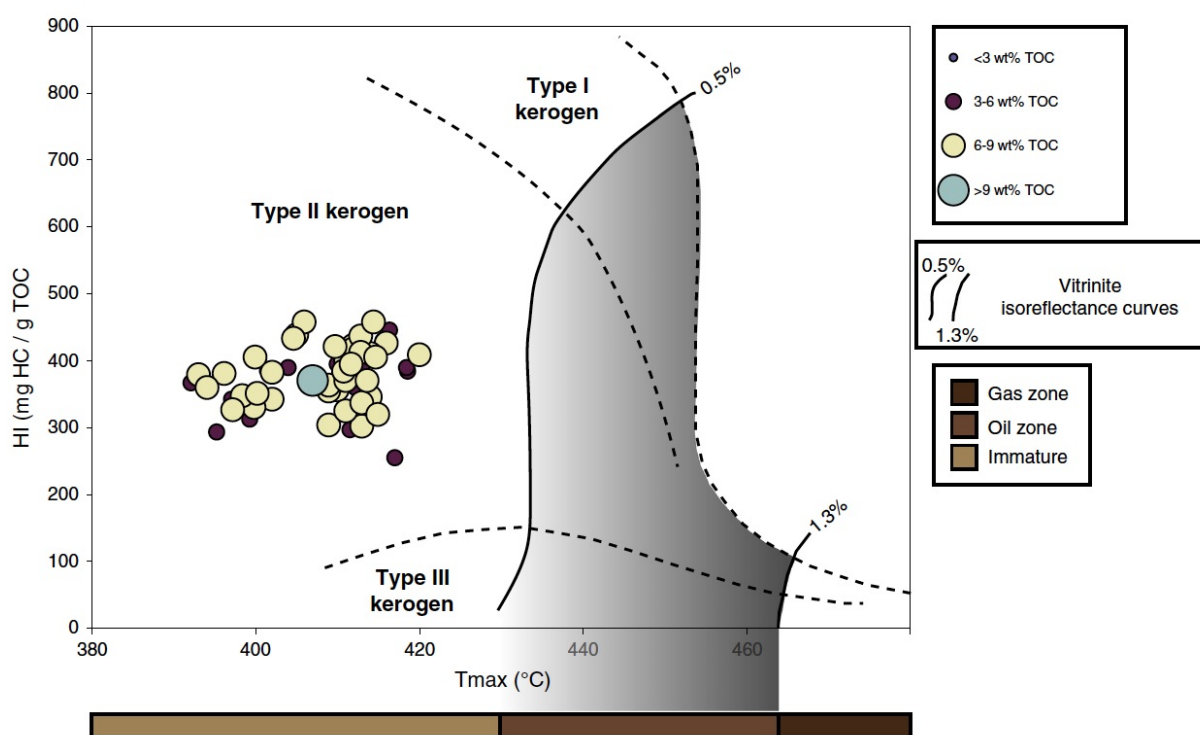 900
800
700
600
500
400
300
200
100
0
HI (mg HC / g TOC
380
400
420
440
460
Tmax (°C)
Type I
kerogen
Type II kerogen
Type III
kerogen
0.5%
1.3%
<3 wt% TOC
3-6 wt% TOC
6-9 wt% TOC
>9 wt% TOC
0.5%
1.3%
Vitrinite
isoreflectance curves
Gas zone
Oil zone
Immature